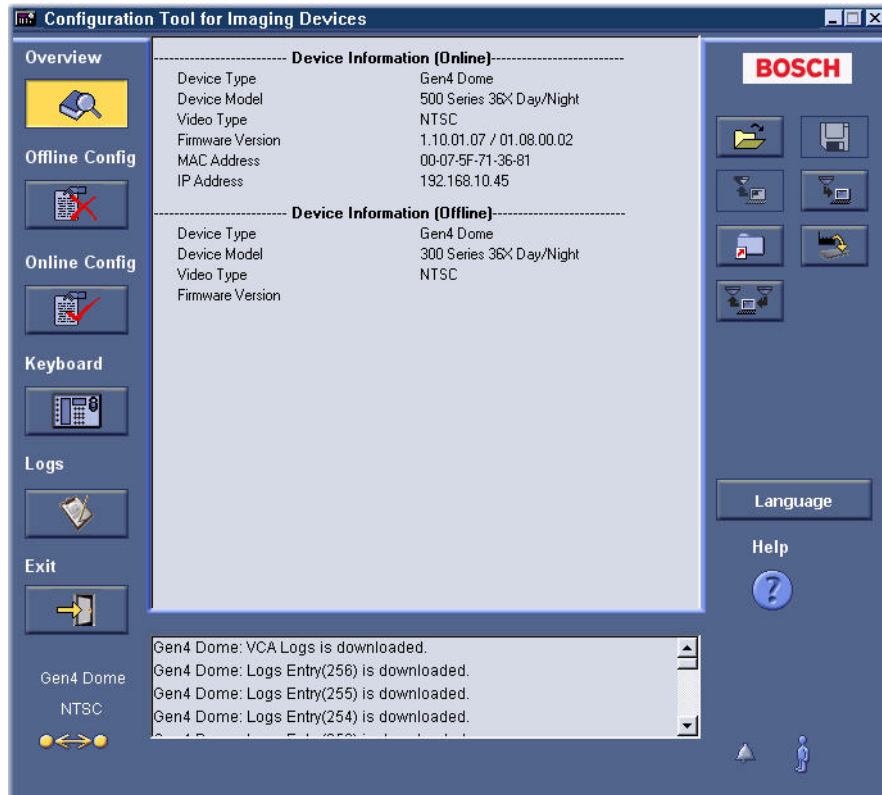 Configuration Tool for Imaging Devices
Overview
Offline Config
Online Config
Keyboard
Logs
Exit
Gen4 Dome
NTSC
-------------------------- Device Information (Online)--------------------------
Device Type Gen4 Dome
Device Model 500 Series 36X Day/Night
Video Type NTSC
Firmware Version 1.10.01.07 / 01.08.00.02
MAC Address 00-07-5F-71-36-81
IP Address 192.168.10.45
-------------------------- Device Information (Offline)--------------------------
Device Type Gen4 Dome
Device Model 300 Series 36X Day/Night
Video Type NTSC
Firmware Version
Gen4 Dome: VCA Logs is downloaded.
Gen4 Dome: Logs Entry(256) is downloaded.
Gen4 Dome: Logs Entry(255) is downloaded.
Gen4 Dome: Logs Entry(254) is downloaded.
BOSCH
Language
Help
?